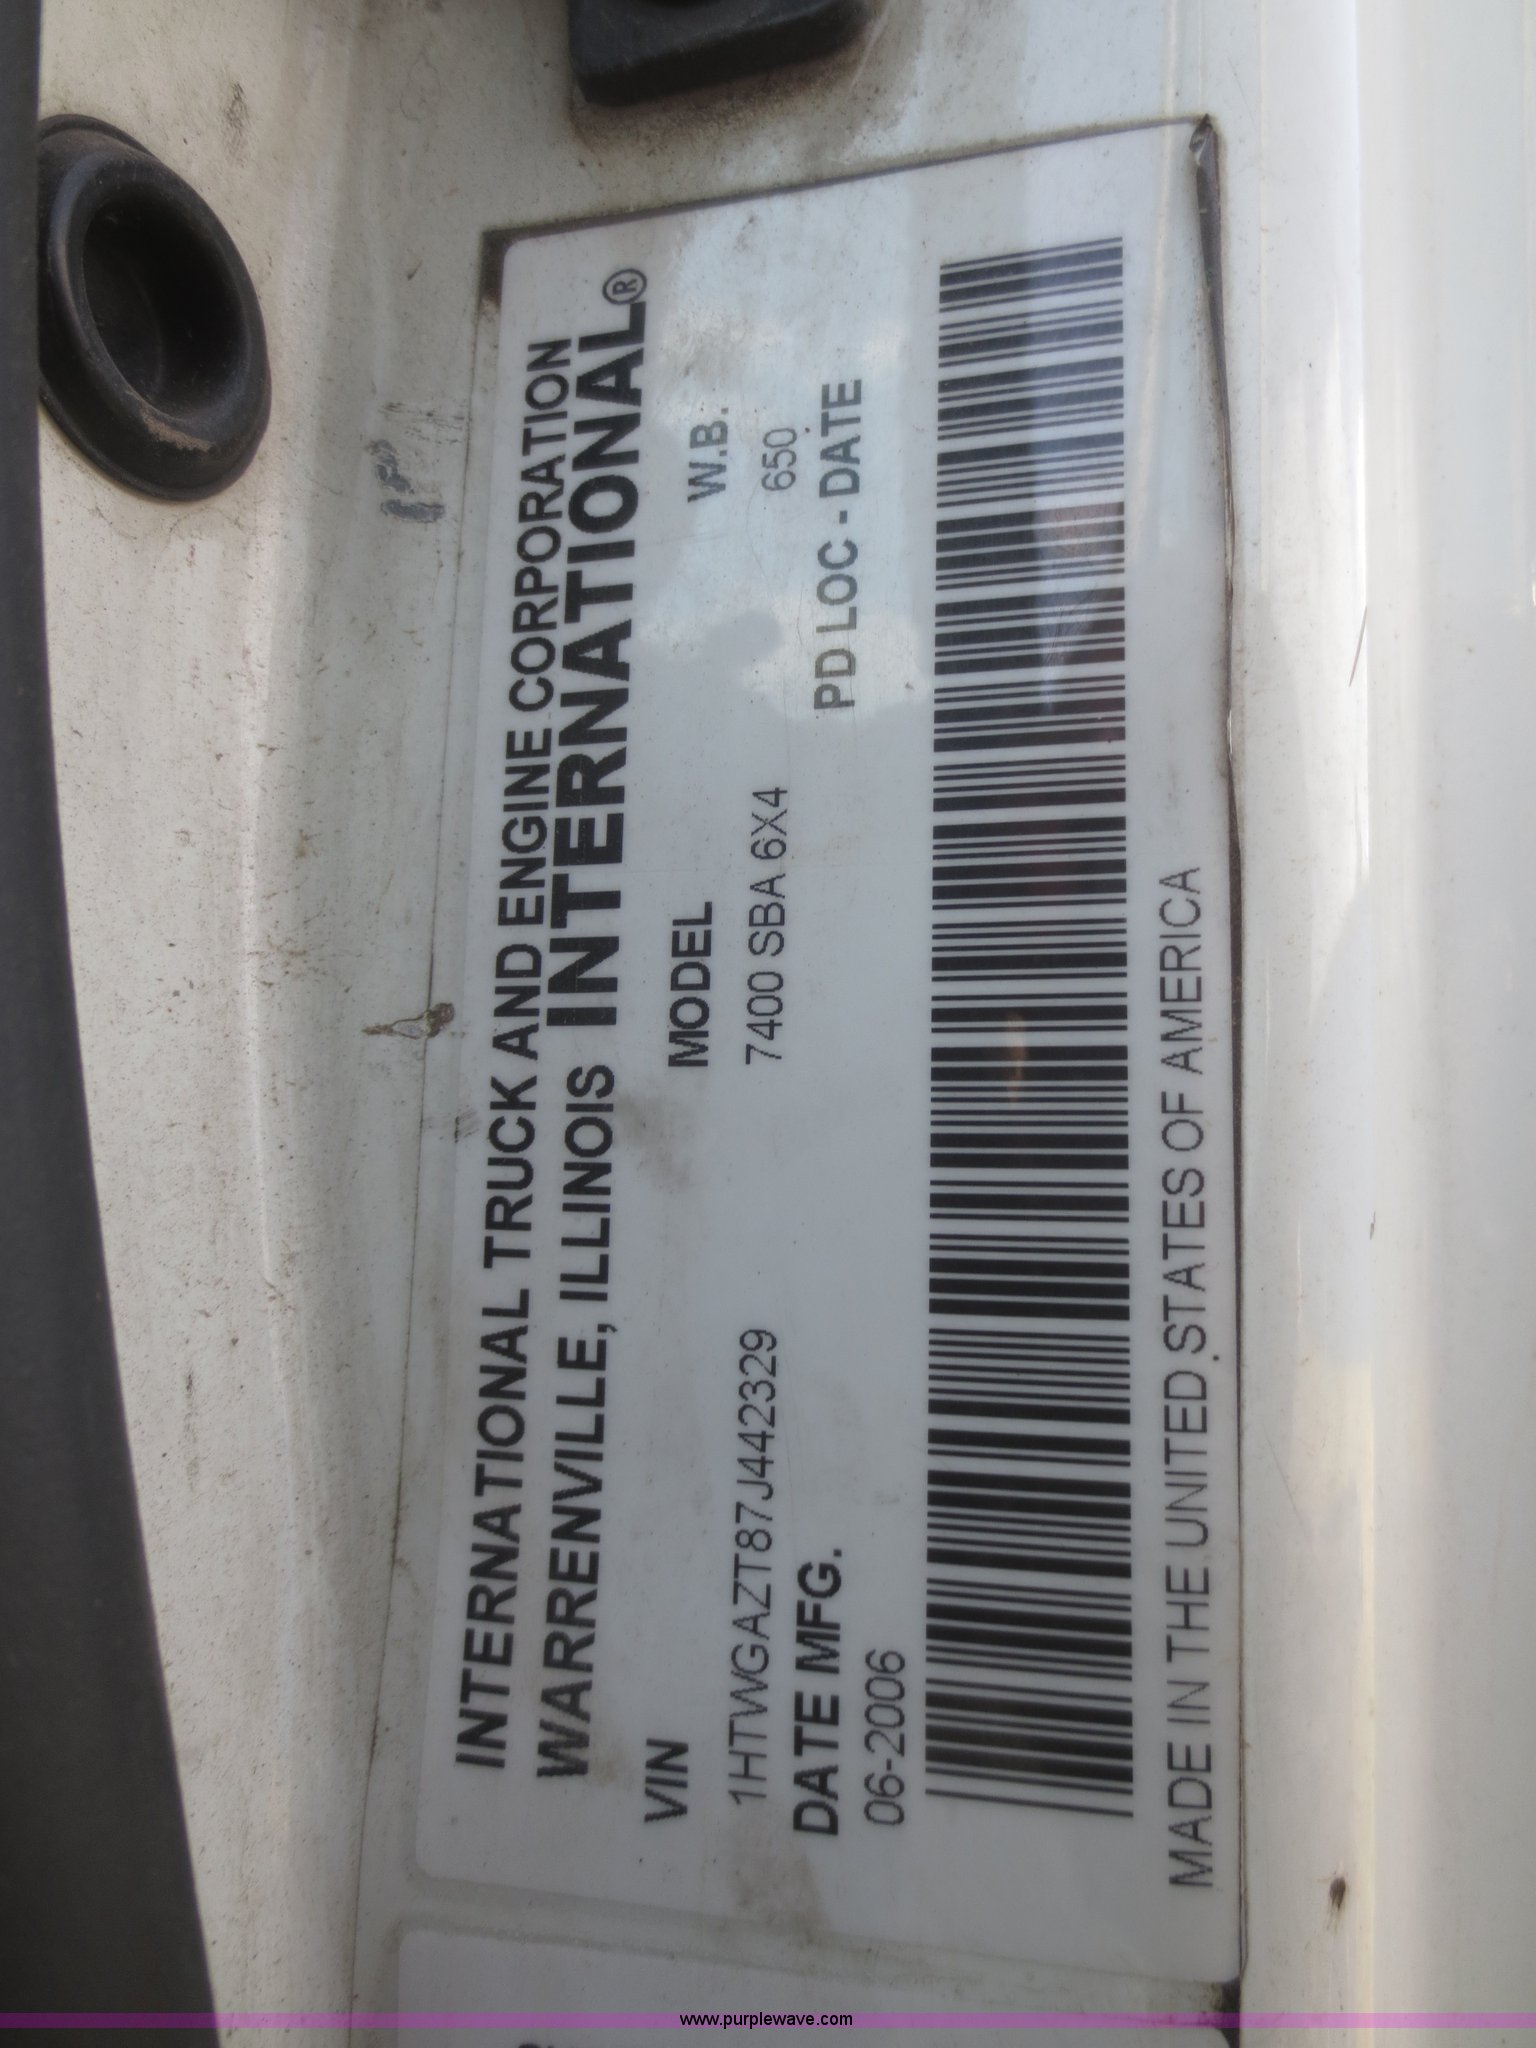 INTERNATIONAL TRUCK AND ENGINE CORPORATION
WARRENVILLE, ILLINOIS INTERNATIONAL®
VIN MODEL W.B.
1HTWGAZT87J442329 7400 SBA 6X4 650
DATE MFG. PD LOC - DATE
06-2006
MADE IN THE UNITED STATES OF AMERICA
www.purplewave.com